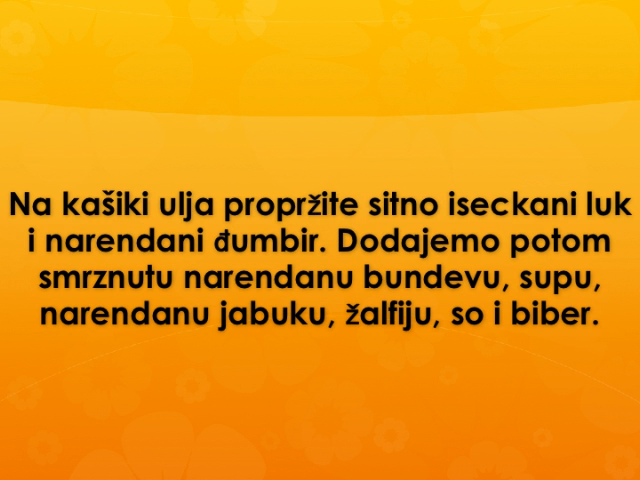 Na kašiki ulja propržite sitno iseckani luk
i narendani đumbir. Dodajemo potom
smrznutu narendanu bundevu, supu,
narendanu jabuku, žalfiju, so i biber.